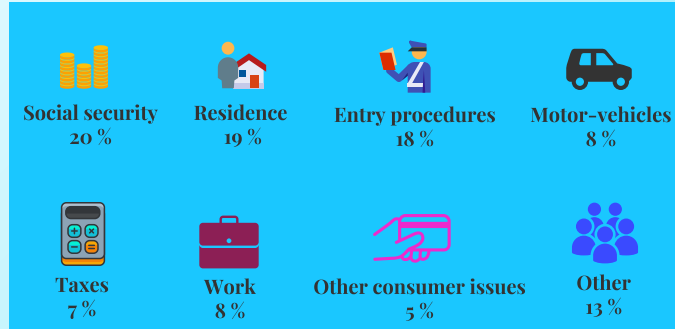 Social security
20 %
Residence
19 %
Entry procedures
18 %
Motor-vehicles
8 %
Taxes
7 %
Work
8 %
Other consumer issues
5 %
Other
13 %